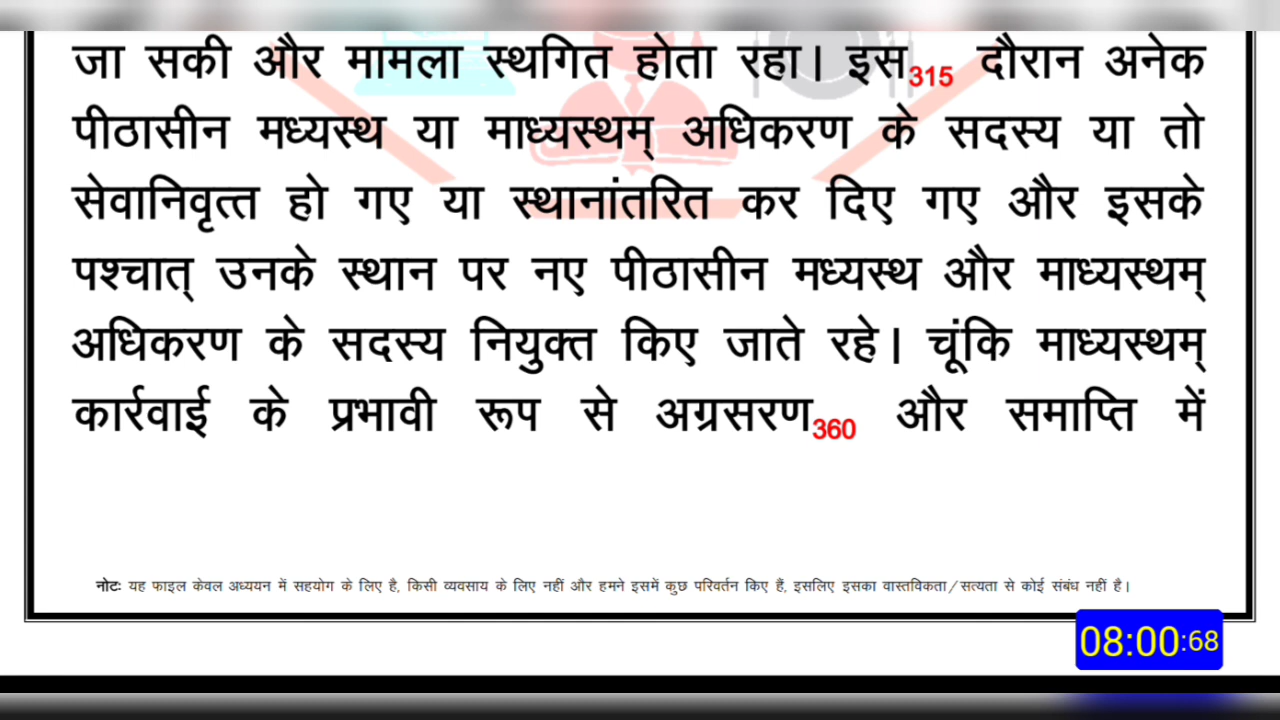 जा सकी और मामला स्थगित होता रहा। इस315 दौरान अनेक
पीठासीन मध्यस्थ या माध्यस्थम् अधिकरण के सदस्य या तो
सेवानिवृत्त हो गए या स्थानांतरित कर दिए गए और इसके
पश्चात् उनके स्थान पर नए पीठासीन मध्यस्थ और माध्यस्थम्
अधिकरण के सदस्य नियुक्त किए जाते रहे। चूंकि माध्यस्थम्
कार्रवाई के प्रभावी रूप से अग्रसरण360 और समाप्ति में
नोटः यह फाइल केवल अध्ययन में सहयोग के लिए है, किसी व्यवसाय के लिए नहीं और हमने इसमें कुछ परिवर्तन किए हैं, इसलिए इसका वास्तविकता/सत्यता से कोई संबंध नहीं है।
08:00:68